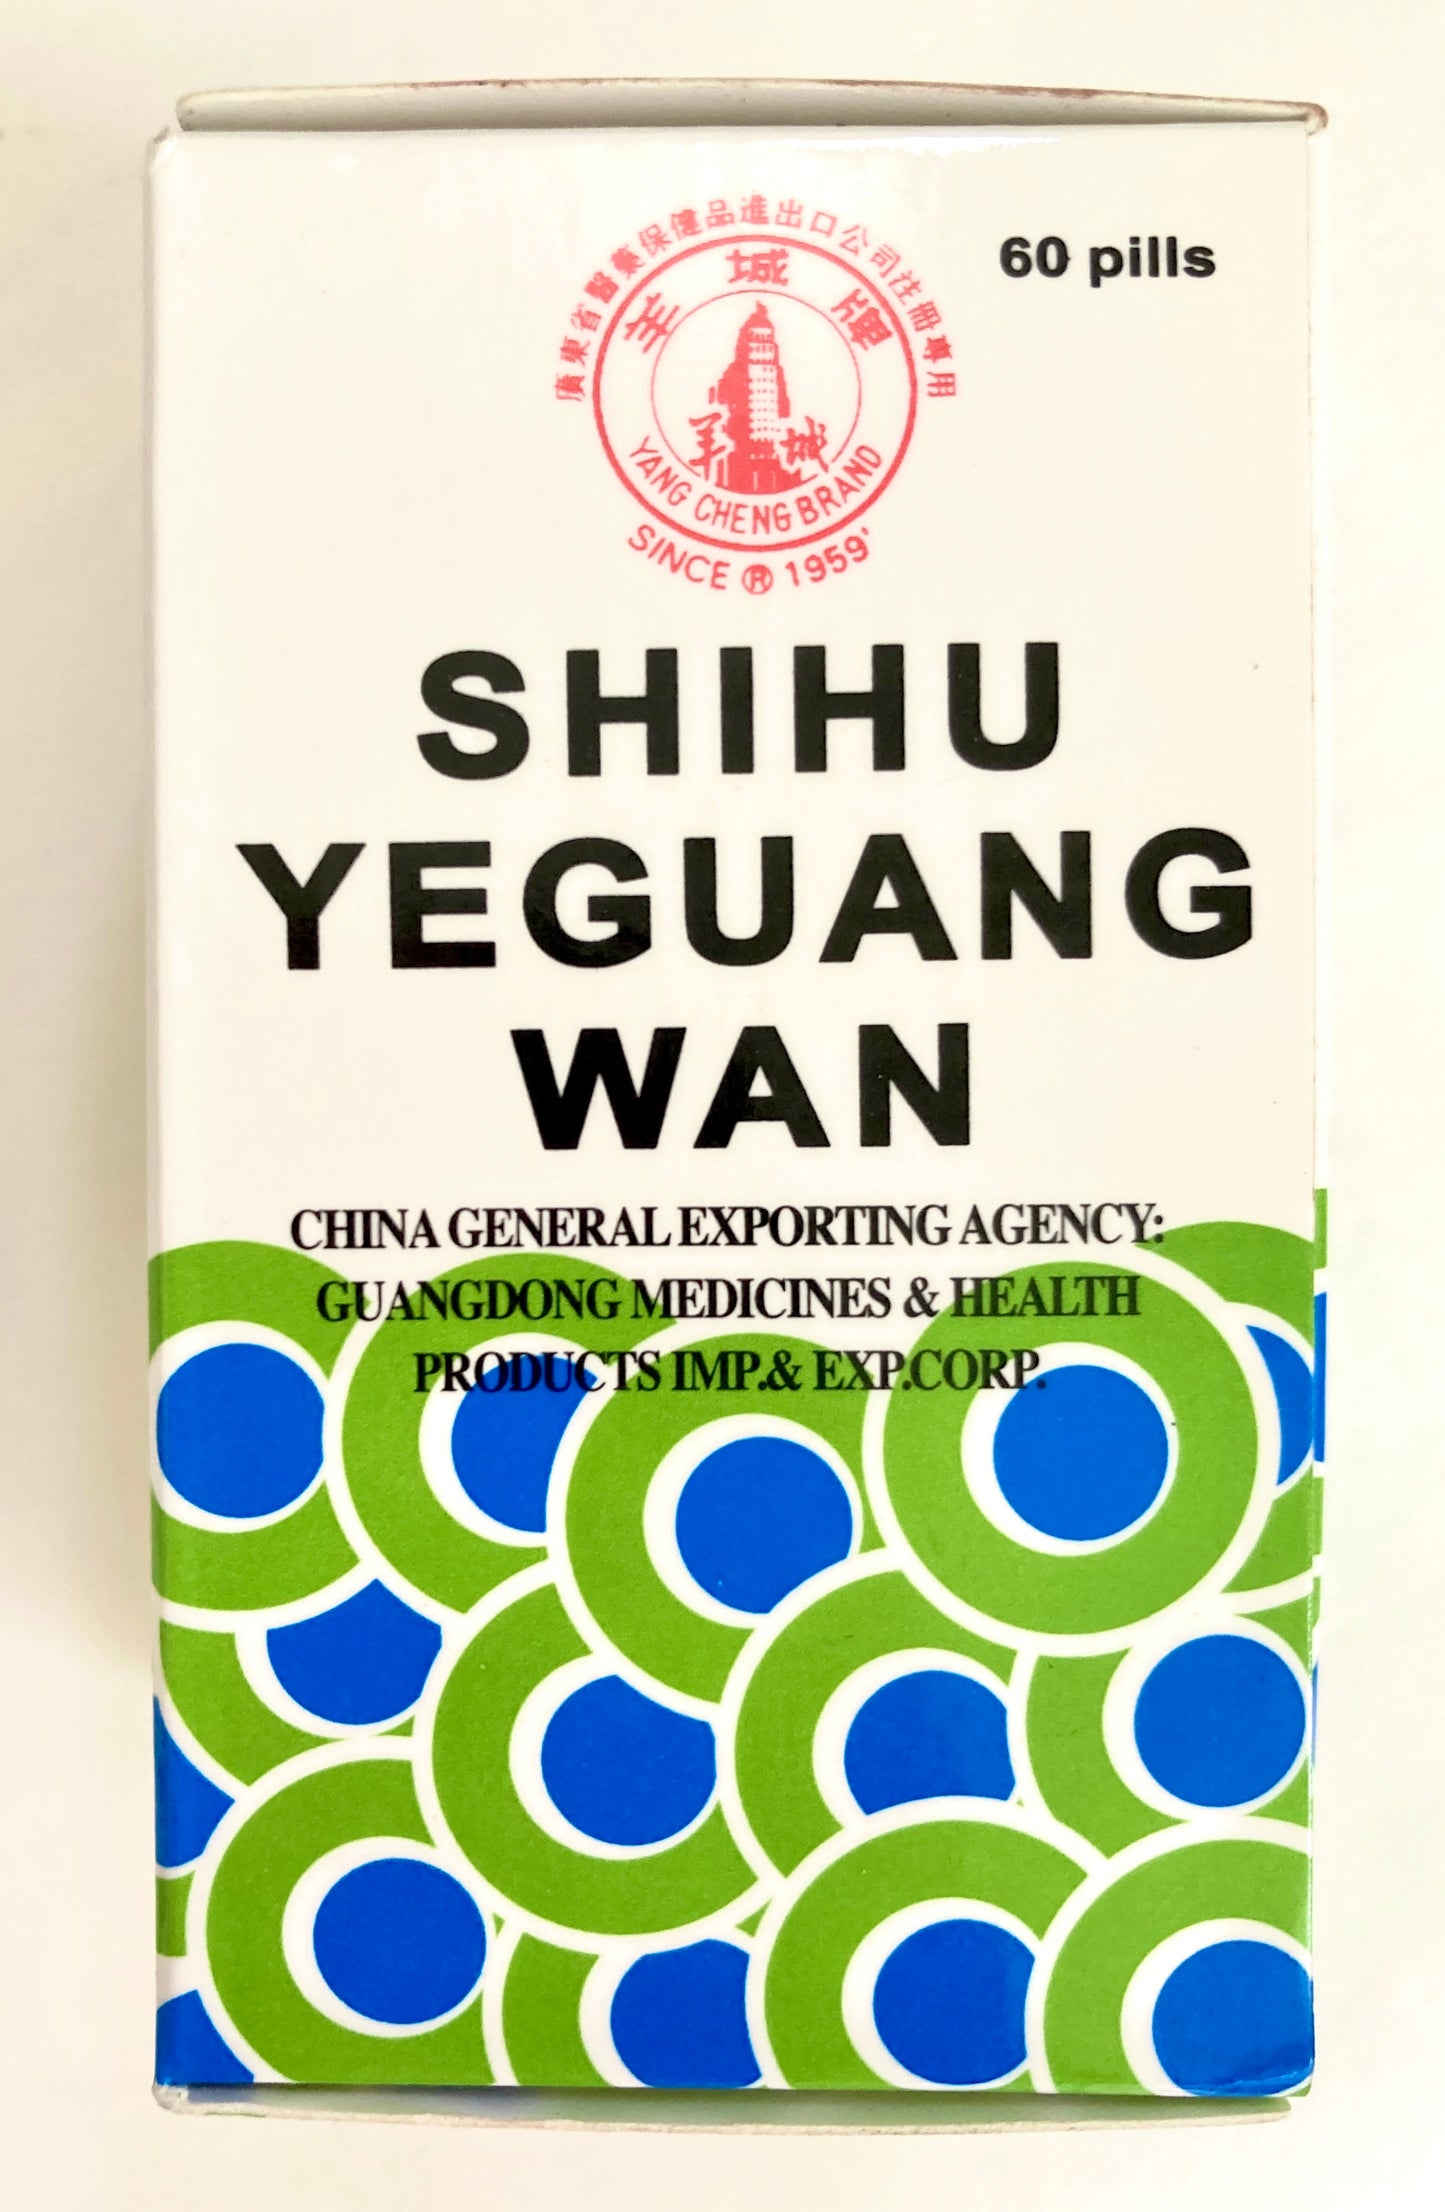 廣東省醫藥保健品進出口公司注冊專用
60 pills
羊城牌
羊城
YANG CHENG BRAND
SINCE ® 1959'
SHIHU
YEGUANG
WAN
CHINA GENERAL EXPORTING AGENCY:
GUANGDONG MEDICINES & HEALTH
PRODUCTS IMP.& EXP.CORP.